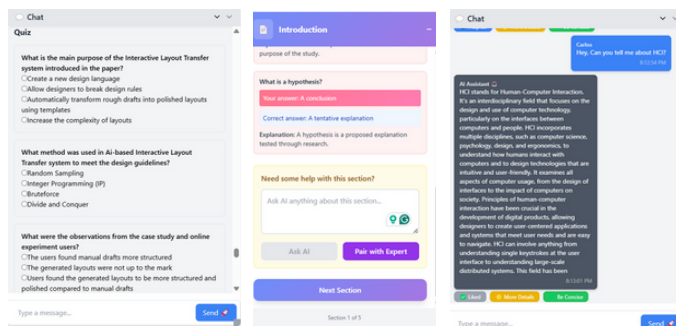 Chat
Quiz
What is the main purpose of the Interactive Layout Transfer
system introduced in the paper?
Create a new design language
Allow designers to break design rules
Automatically transform rough drafts into polished layouts
using templates
Increase the complexity of layouts
What method was used in Ai-based Interactive Layout
Transfer system to meet the design guidelines?
Random Sampling
Integer Programming (IP)
Bruteforce
Divide and Conquer
What were the observations from the case study and online
experiment users?
The users found manual drafts more structured
The generated layouts were not up to the mark
Users found the generated layouts to be more structured and
polished compared to manual drafts
Type a message...
Send
Introduction
purpose of the study.
What is a hypothesis?
Your answer: A conclusion
Correct answer: A tentative explanation
Explanation: A hypothesis is a proposed explanation
tested through research.
Need some help with this section?
Ask AI anything about this section...
Ask AI
Pair with Expert
Next Section
Section 1 of 5
Chat
Carlos
Hey, Can you tell me about HCI?
8:12:54 PM
AI Assistant
HCI stands for Human-Computer Interaction.
It's an interdisciplinary field that focuses on the
design and use of computer technology,
particularly on the interfaces between
computers and people. HCI incorporates
multiple disciplines, such as computer science,
psychology, design, and ergonomics, to
understand how humans interact with
computers and to design technologies that are
intuitive and user-friendly. It examines all
aspects of computer usage, from the design of
interfaces to the impact of computers on
society. Principles of human-computer
interaction have been crucial in the
development of digital products, allowing
designers to create user-centered applications
and systems that meet user needs and are easy
to navigate. HCI can involve anything from
understanding single keystrokes at the user
interface to understanding large-scale
distributed systems. This field has been
8:13:01 PM
Liked
More Details
Be Concise
Type a message...
Send